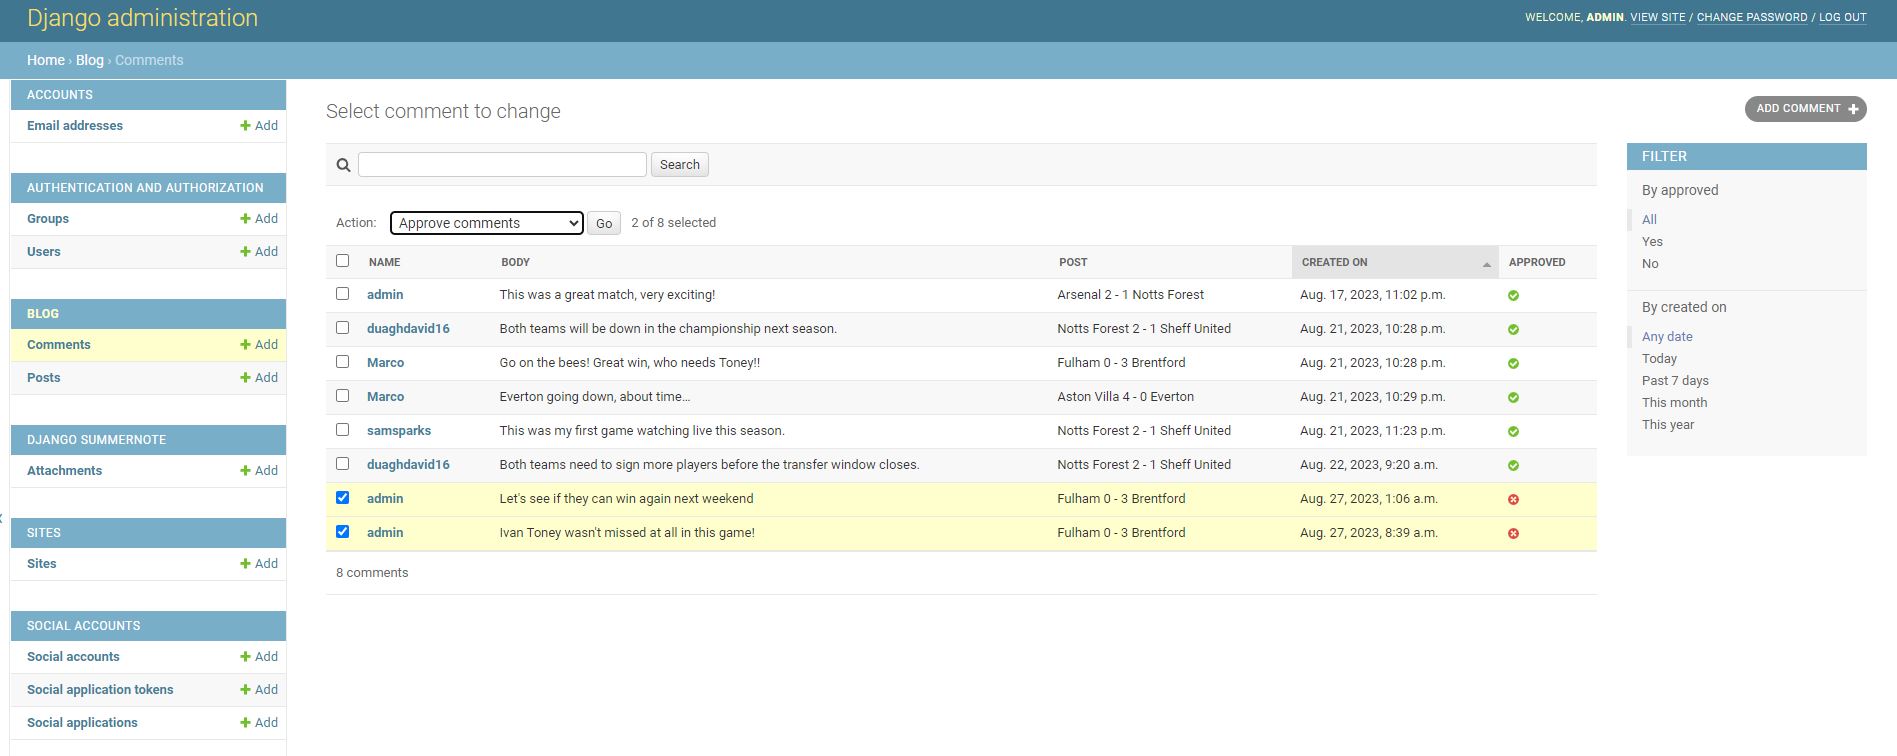 Django administration
WELCOME, ADMIN. VIEW SITE / CHANGE PASSWORD / LOG OUT
Home › Blog › Comments
ACCOUNTS
Email addresses + Add
AUTHENTICATION AND AUTHORIZATION
Groups + Add
Users + Add
BLOG
Comments + Add
Posts + Add
DJANGO SUMMERNOTE
Attachments + Add
SITES
Sites + Add
SOCIAL ACCOUNTS
Social accounts + Add
Social application tokens + Add
Social applications + Add
Select comment to change
ADD COMMENT +
Search
Action: Approve comments Go 2 of 8 selected
NAME BODY POST CREATED ON APPROVED
admin This was a great match, very exciting! Arsenal 2 - 1 Notts Forest Aug. 17, 2023, 11:02 p.m.
duaghdavid16 Both teams will be down in the championship next season. Notts Forest 2 - 1 Sheff United Aug. 21, 2023, 10:28 p.m.
Marco Go on the bees! Great win, who needs Toney!! Fulham 0 - 3 Brentford Aug. 21, 2023, 10:28 p.m.
Marco Everton going down, about time... Aston Villa 4 - 0 Everton Aug. 21, 2023, 10:29 p.m.
samsparks This was my first game watching live this season. Notts Forest 2 - 1 Sheff United Aug. 21, 2023, 11:23 p.m.
duaghdavid16 Both teams need to sign more players before the transfer window closes. Notts Forest 2 - 1 Sheff United Aug. 22, 2023, 9:20 a.m.
admin Let's see if they can win again next weekend Fulham 0 - 3 Brentford Aug. 27, 2023, 1:06 a.m.
admin Ivan Toney wasn't missed at all in this game! Fulham 0 - 3 Brentford Aug. 27, 2023, 8:39 a.m.
8 comments
FILTER
By approved
All
Yes
No
By created on
Any date
Today
Past 7 days
This month
This year